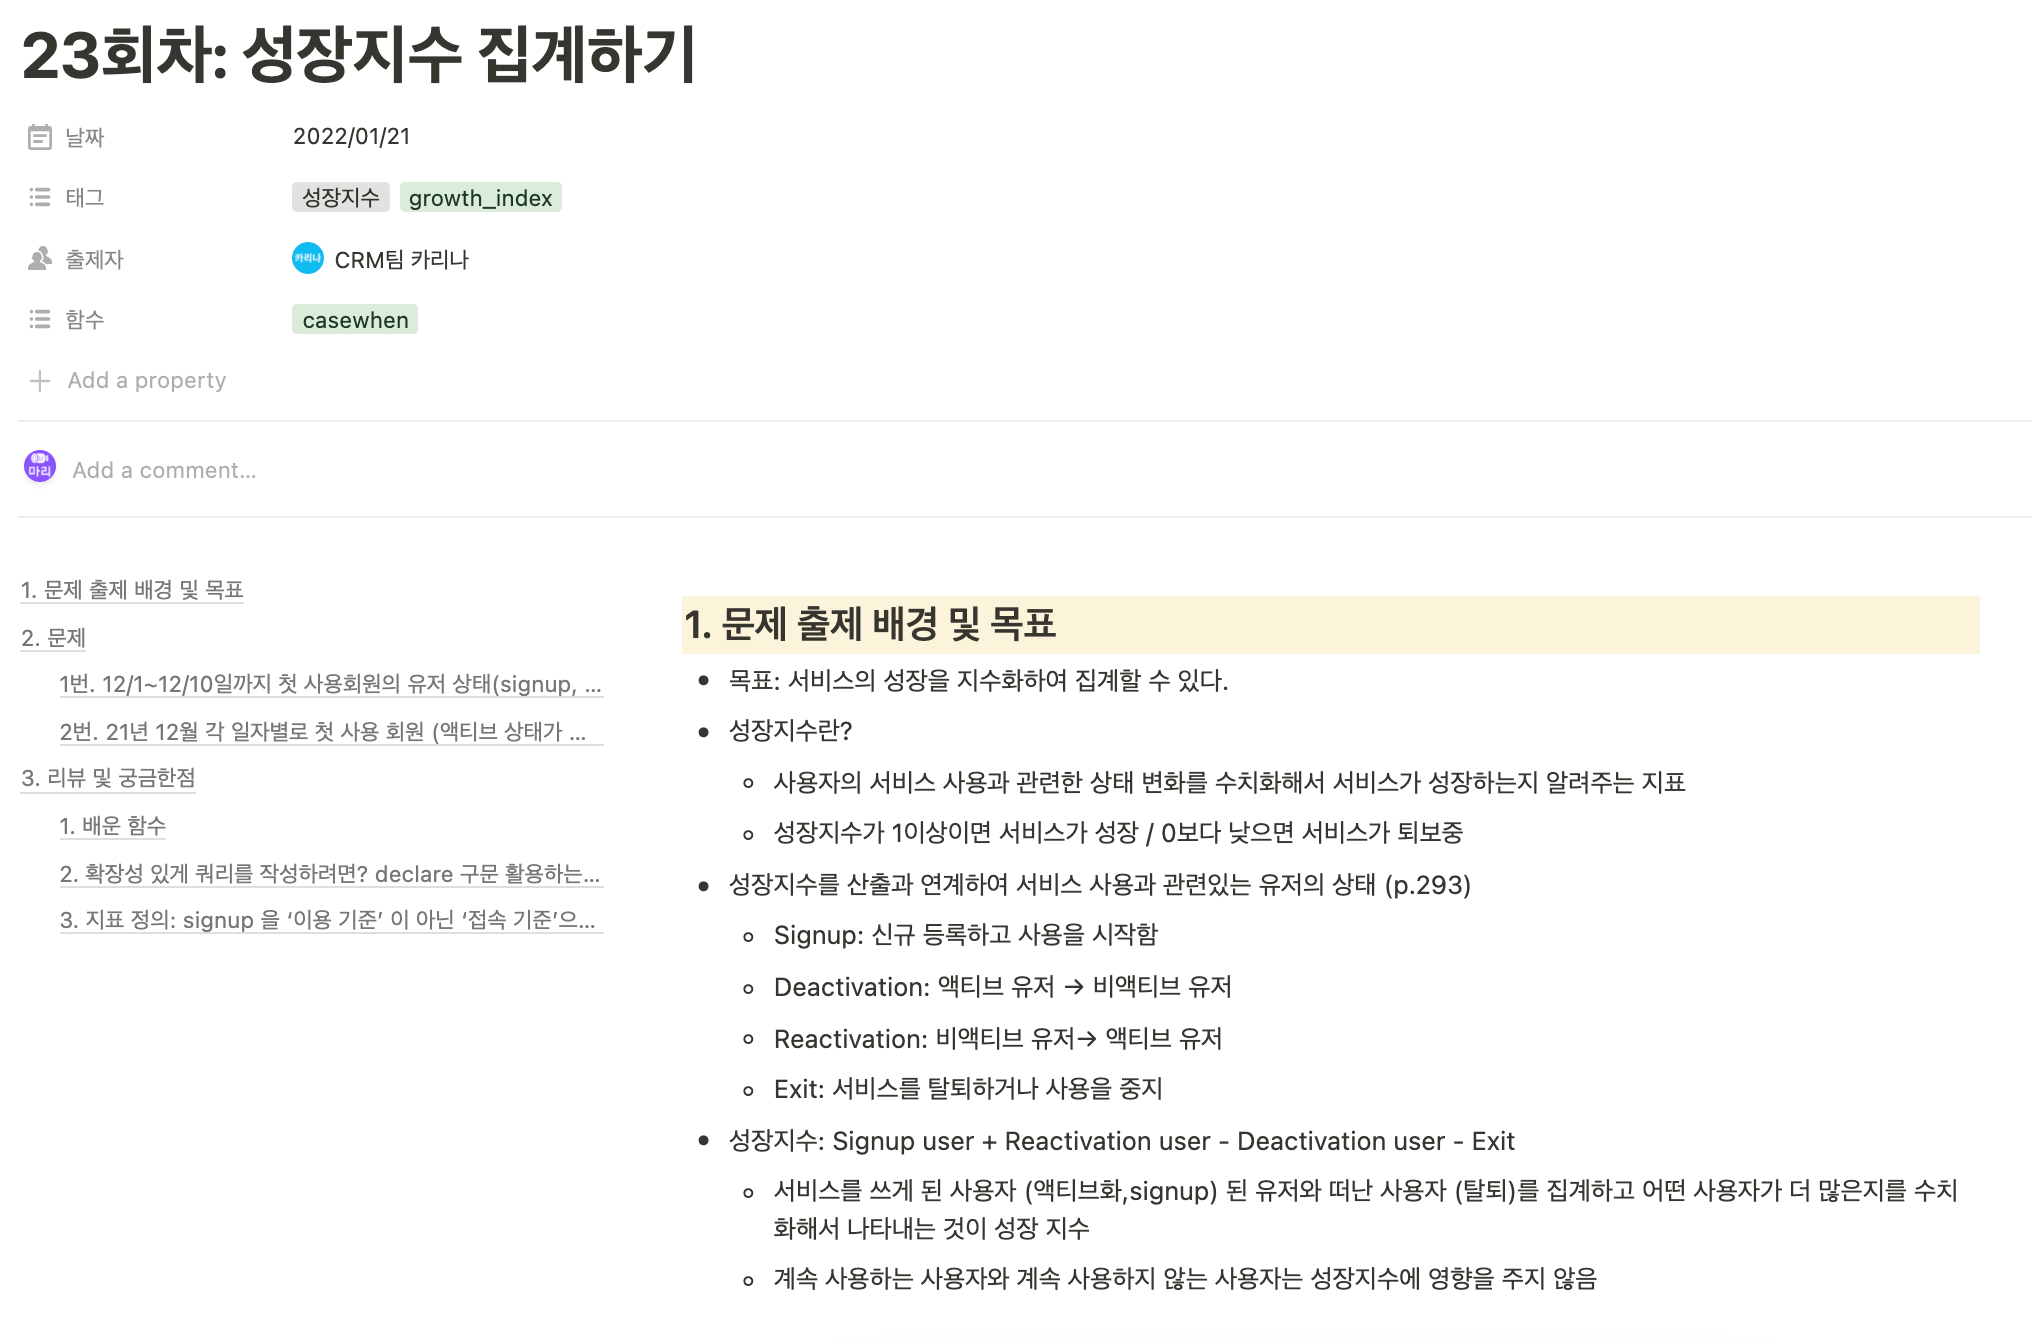 23회차: 성장지수 집계하기
날짜 2022/01/21
태그 성장지수 growth_index
출제자 카리나 CRM팀 카리나
함수 casewhen
Add a property
마리 Add a comment...
1. 문제 출제 배경 및 목표
2. 문제
1번. 12/1~12/10일까지 첫 사용회원의 유저 상태(signup, ...
2번. 21년 12월 각 일자별로 첫 사용 회원 (액티브 상태가 ...
3. 리뷰 및 궁금한점
1. 배운 함수
2. 확장성 있게 쿼리를 작성하려면? declare 구문 활용하는...
3. 지표 정의: signup 을 ‘이용 기준’ 이 아닌 ‘접속 기준’으...
1. 문제 출제 배경 및 목표
목표: 서비스의 성장을 지수화하여 집계할 수 있다.
성장지수란?
사용자의 서비스 사용과 관련한 상태 변화를 수치화해서 서비스가 성장하는지 알려주는 지표
성장지수가 1이상이면 서비스가 성장 / 0보다 낮으면 서비스가 퇴보중
성장지수를 산출과 연계하여 서비스 사용과 관련있는 유저의 상태 (p.293)
Signup: 신규 등록하고 사용을 시작함
Deactivation: 액티브 유저 → 비액티브 유저
Reactivation: 비액티브 유저→ 액티브 유저
Exit: 서비스를 탈퇴하거나 사용을 중지
성장지수: Signup user + Reactivation user - Deactivation user - Exit
서비스를 쓰게 된 사용자 (액티브화,signup) 된 유저와 떠난 사용자 (탈퇴)를 집계하고 어떤 사용자가 더 많은지를 수치
화해서 나타내는 것이 성장 지수
계속 사용하는 사용자와 계속 사용하지 않는 사용자는 성장지수에 영향을 주지 않음